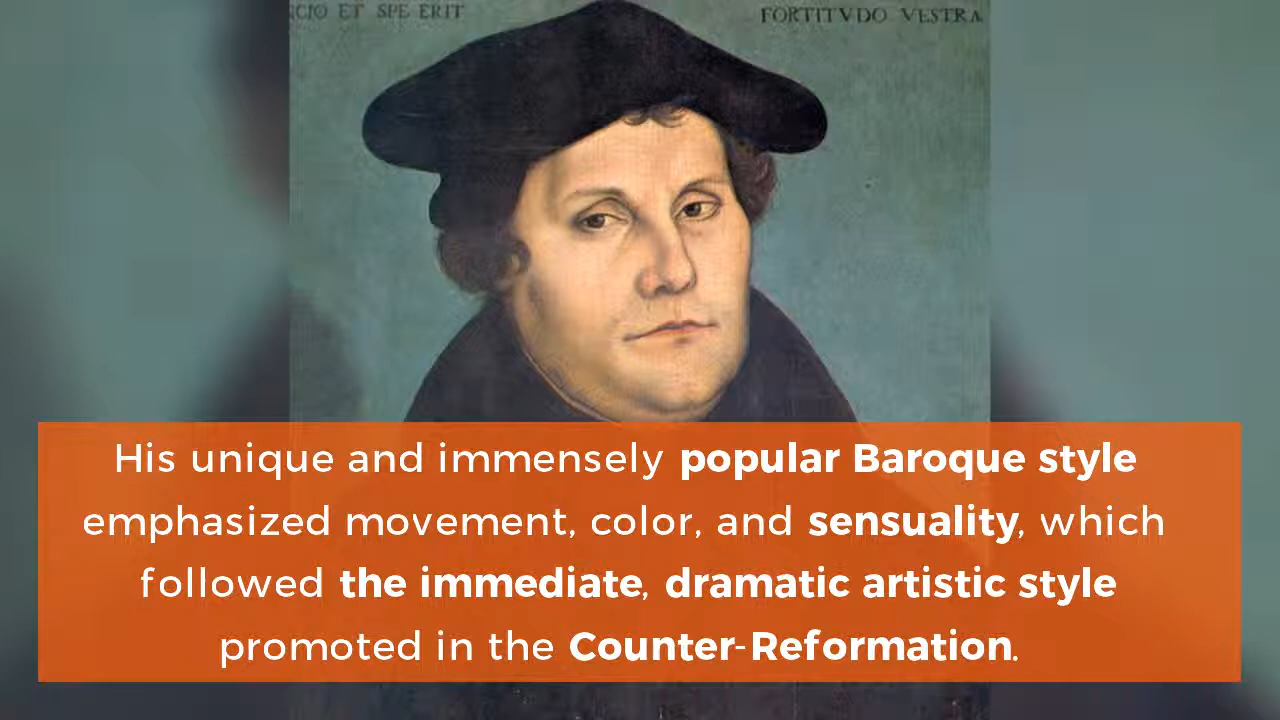 CIO ET SPE ERIT FORTITVDO VESTRA
His unique and immensely popular Baroque style
emphasized movement, color, and sensuality, which
followed the immediate, dramatic artistic style
promoted in the Counter-Reformation.